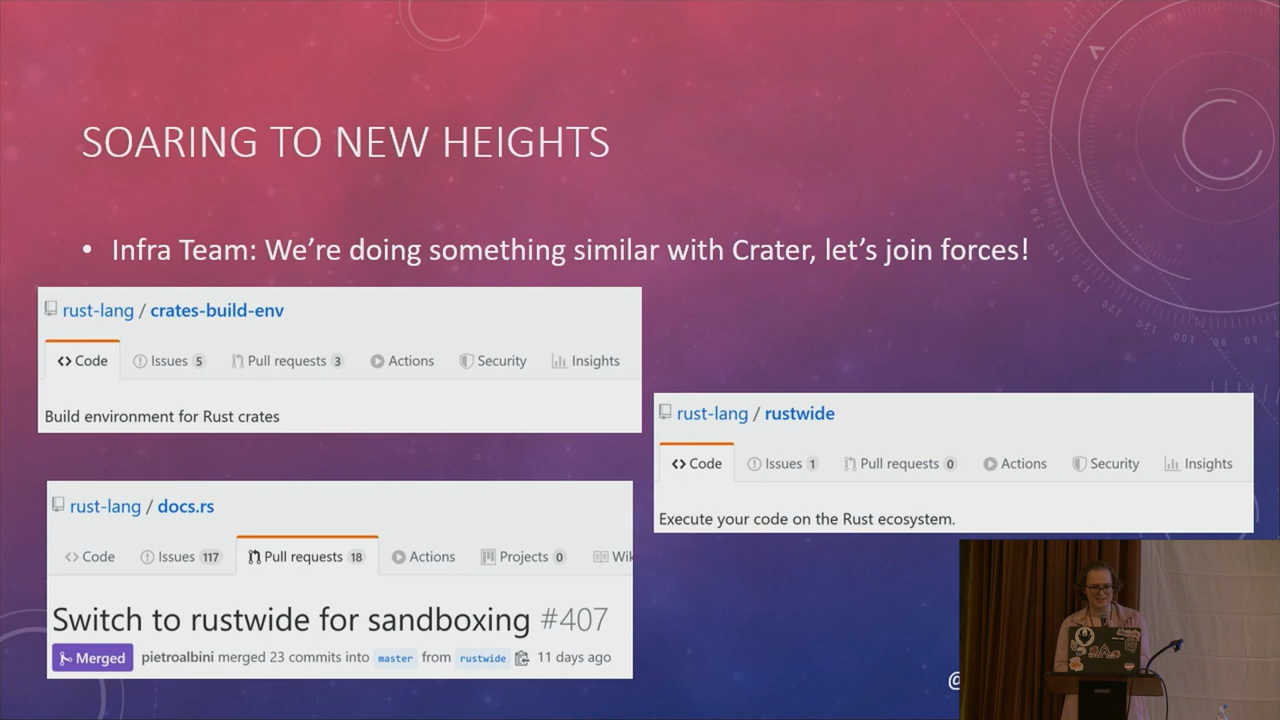 SOARING TO NEW HEIGHTS
• Infra Team: We're doing something similar with Crater, let's join forces!
rust-lang / crates-build-env
<> Code Issues 5 Pull requests 3 Actions Security Insights
Build environment for Rust crates
rust-lang / rustwide
<> Code Issues 1 Pull requests 0 Actions Security Insights
Execute your code on the Rust ecosystem.
rust-lang / docs.rs
<> Code Issues 117 Pull requests 18 Actions Projects 0 Wik
Switch to rustwide for sandboxing #407
Merged pietroalbini merged 23 commits into master from rustwide 11 days ago
@